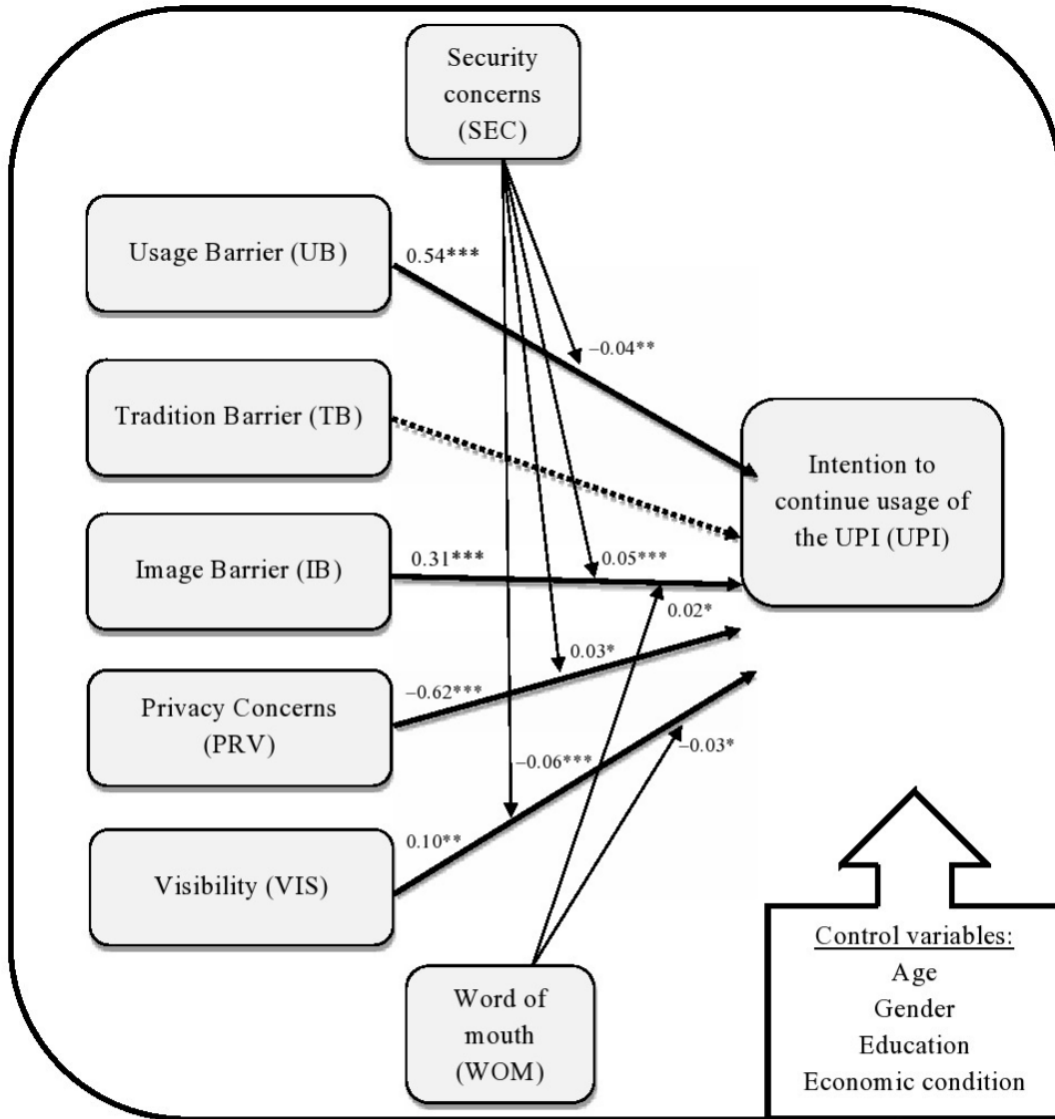 Security
concerns
(SEC)
Usage Barrier (UB)
0.54***
−0.04**
Tradition Barrier (TB)
Intention to
continue usage of
the UPI (UPI)
Image Barrier (IB)
0.31***
0.05***
0.02*
0.03*
Privacy Concerns
(PRV)
−0.62***
−0.03*
−0.06***
Visibility (VIS)
0.10**
Word of
mouth
(WOM)
Control variables:
Age
Gender
Education
Economic condition